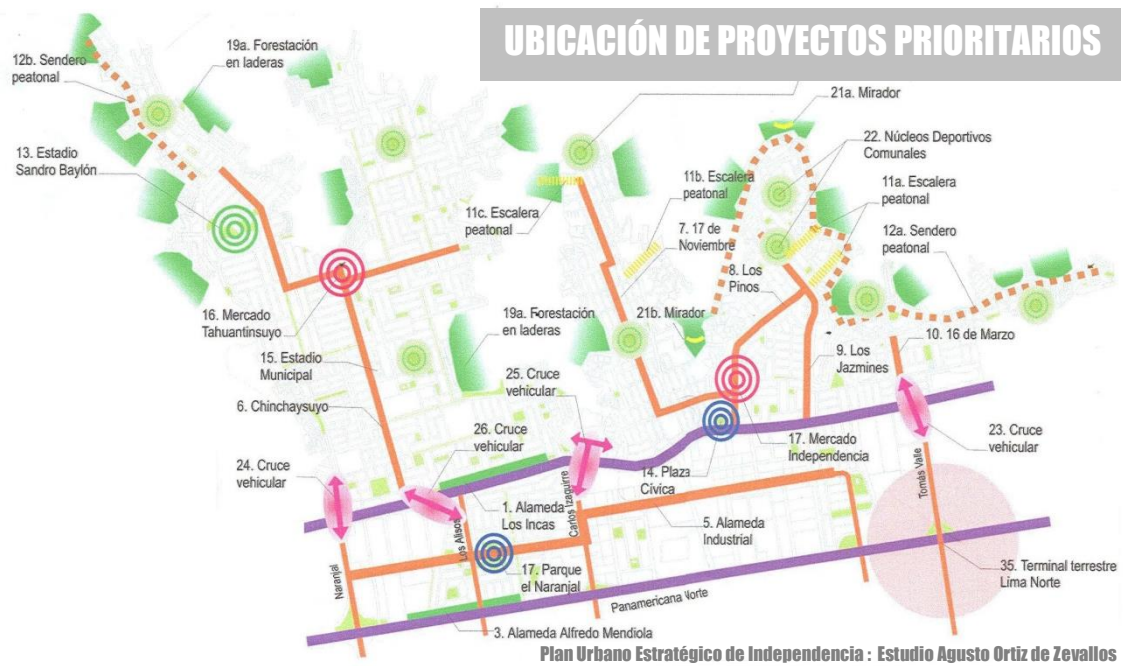 UBICACIÓN DE PROYECTOS PRIORITARIOS
19a. Forestación
en laderas
12b. Sendero
peatonal
13. Estadio
Sandro Baylón
21a. Mirador
22. Núcleos Deportivos
Comunales
11b. Escalera
peatonal
11a. Escalera
peatonal
11c. Escalera
peatonal
7. 17 de
Noviembre
12a. Sendero
peatonal
8. Los
Pinos
16. Mercado
Tahuantinsuyo
19a. Forestación
en laderas
21b. Mirador
10. 16 de Marzo
15. Estadio
Municipal
9. Los
Jazmines
25. Cruce
vehicular
6. Chinchaysuyo
26. Cruce
vehicular
17. Mercado
Independencia
23. Cruce
vehicular
24. Cruce
vehicular
14. Plaza
Cívica
1. Alameda
Los Incas
5. Alameda
Industrial
Naranjal
Los Alisos
Carlos Izaguirre
Tomás Valle
17. Parque
el Naranjal
35. Terminal terrestre
Lima Norte
Panamericana Norte
3. Alameda Alfredo Mendiola
Plan Urbano Estratégico de Independencia : Estudio Agusto Ortiz de Zevallos